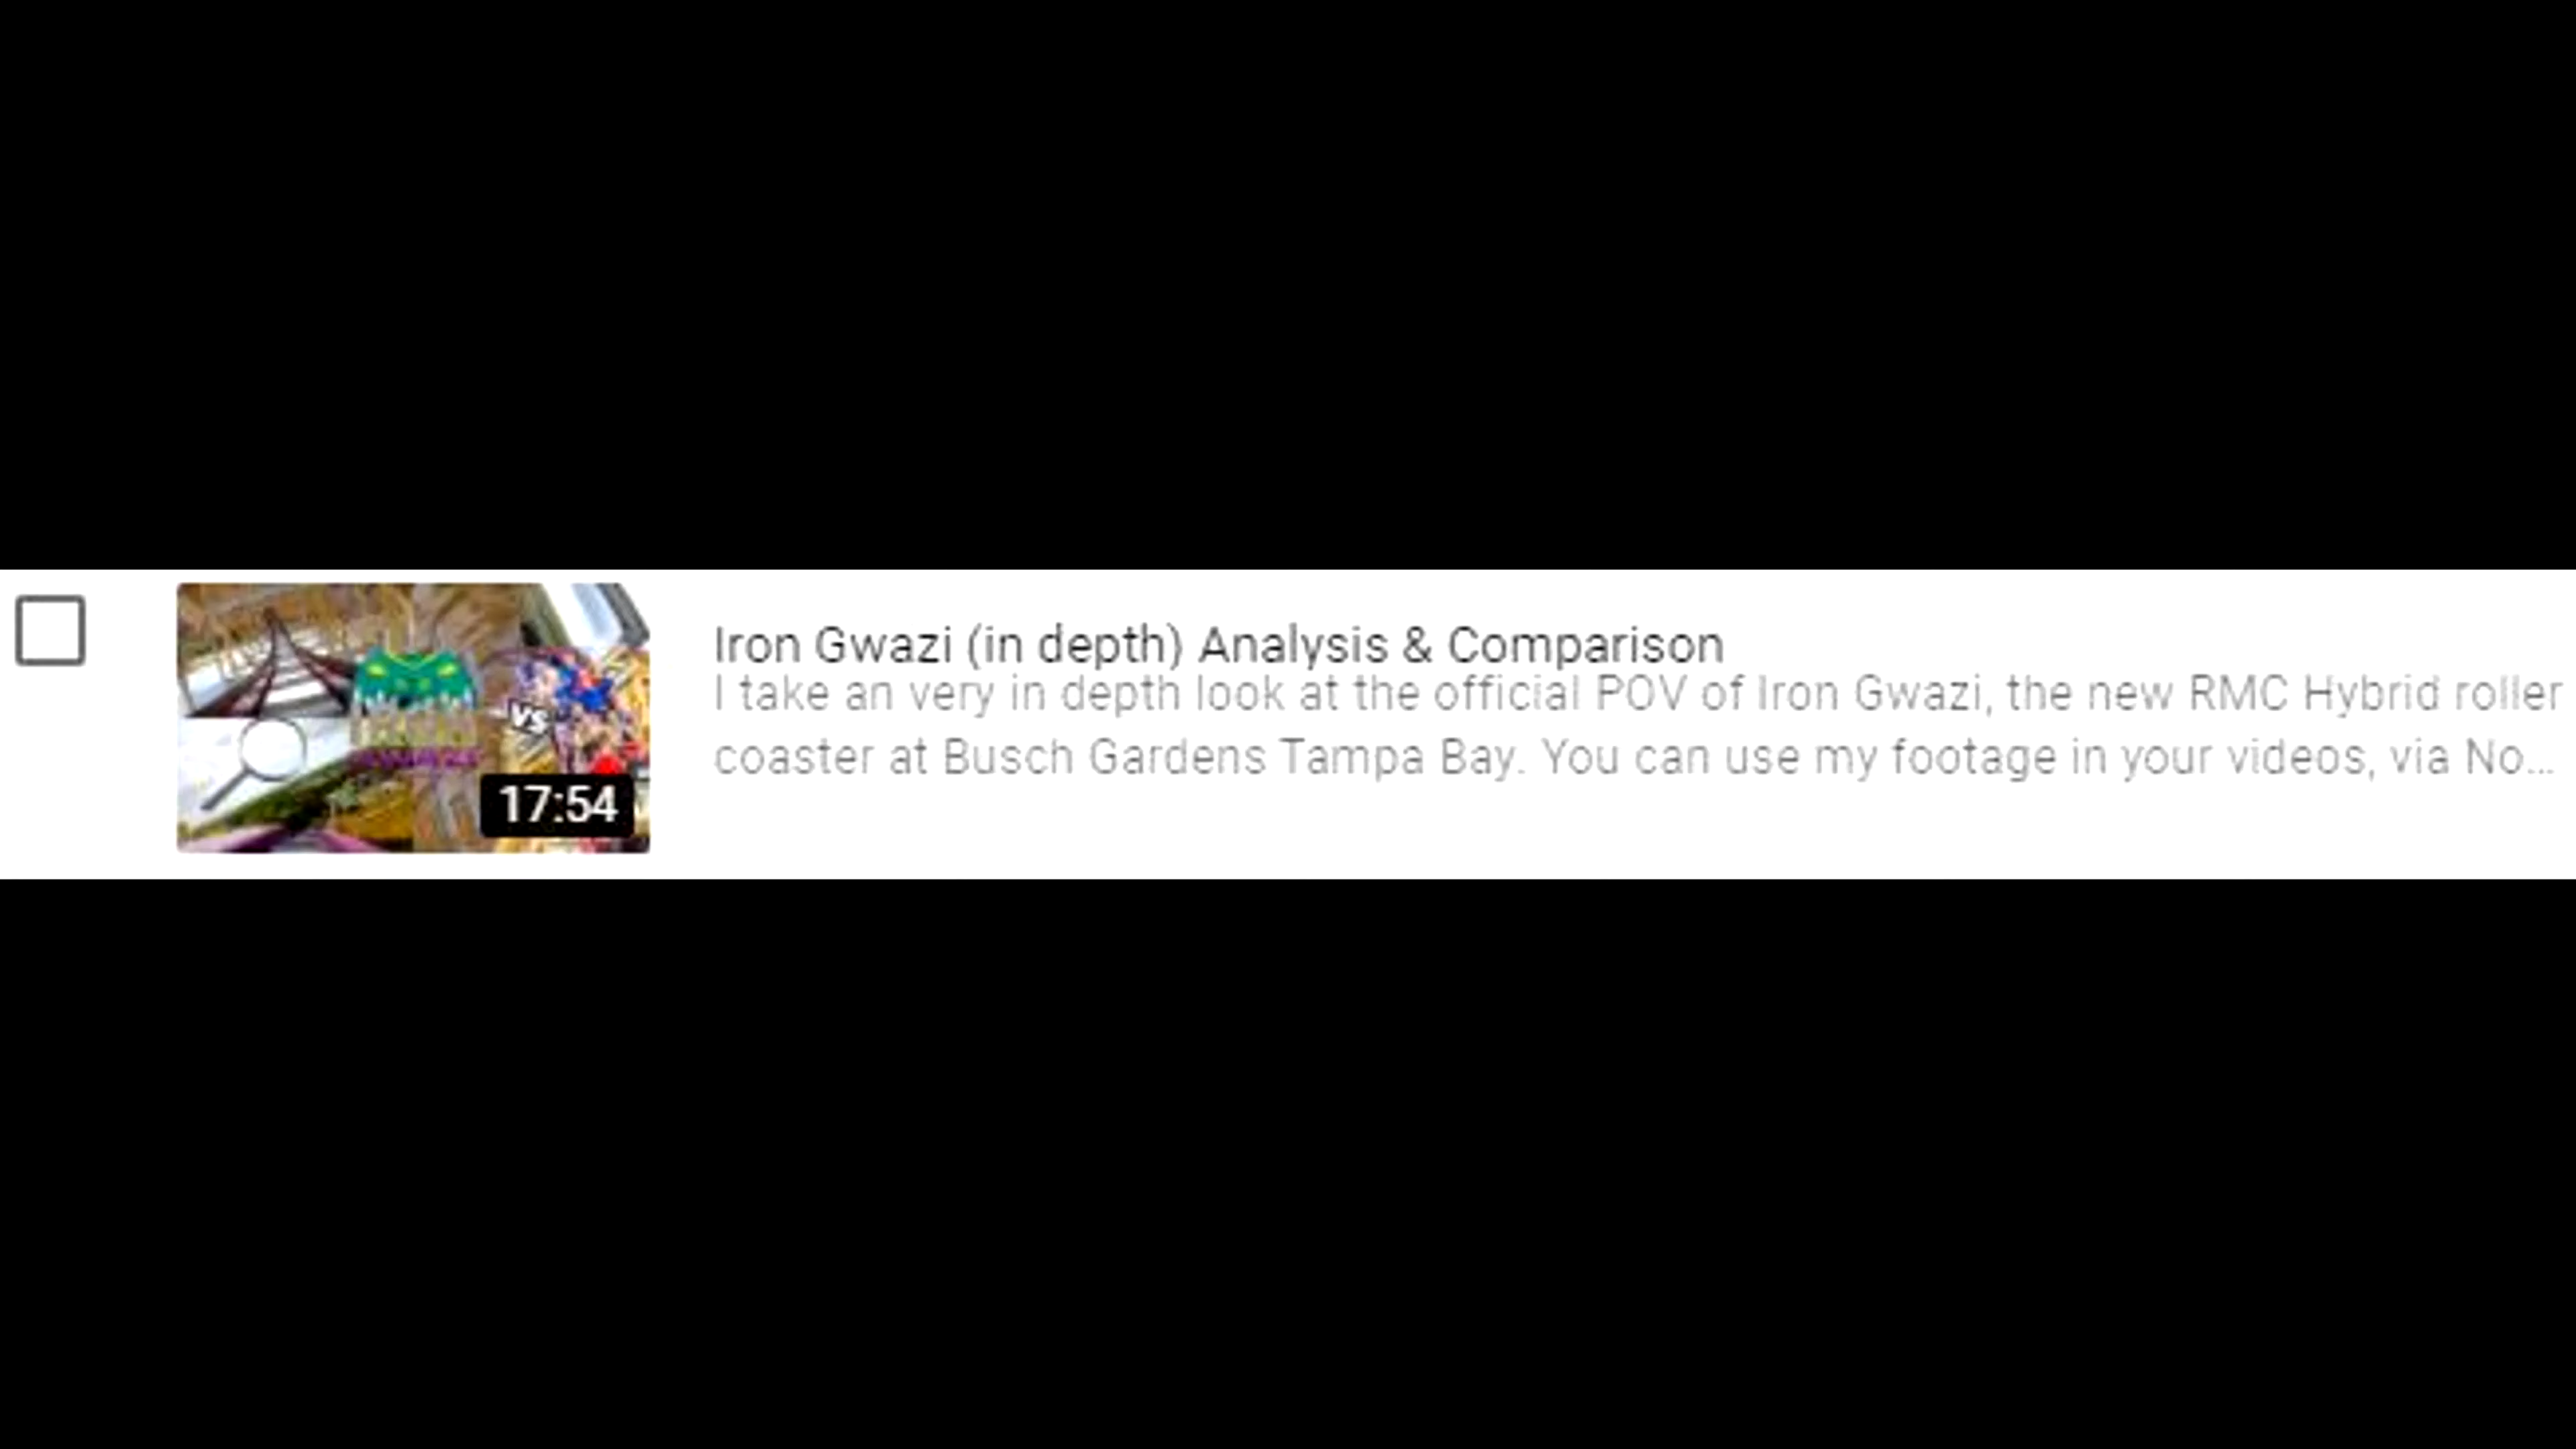 Iron Gwazi (in depth) Analysis & Comparison
I take an very in depth look at the official POV of Iron Gwazi, the new RMC Hybrid roller
coaster at Busch Gardens Tampa Bay. You can use my footage in your videos, via No...
vs
17:54